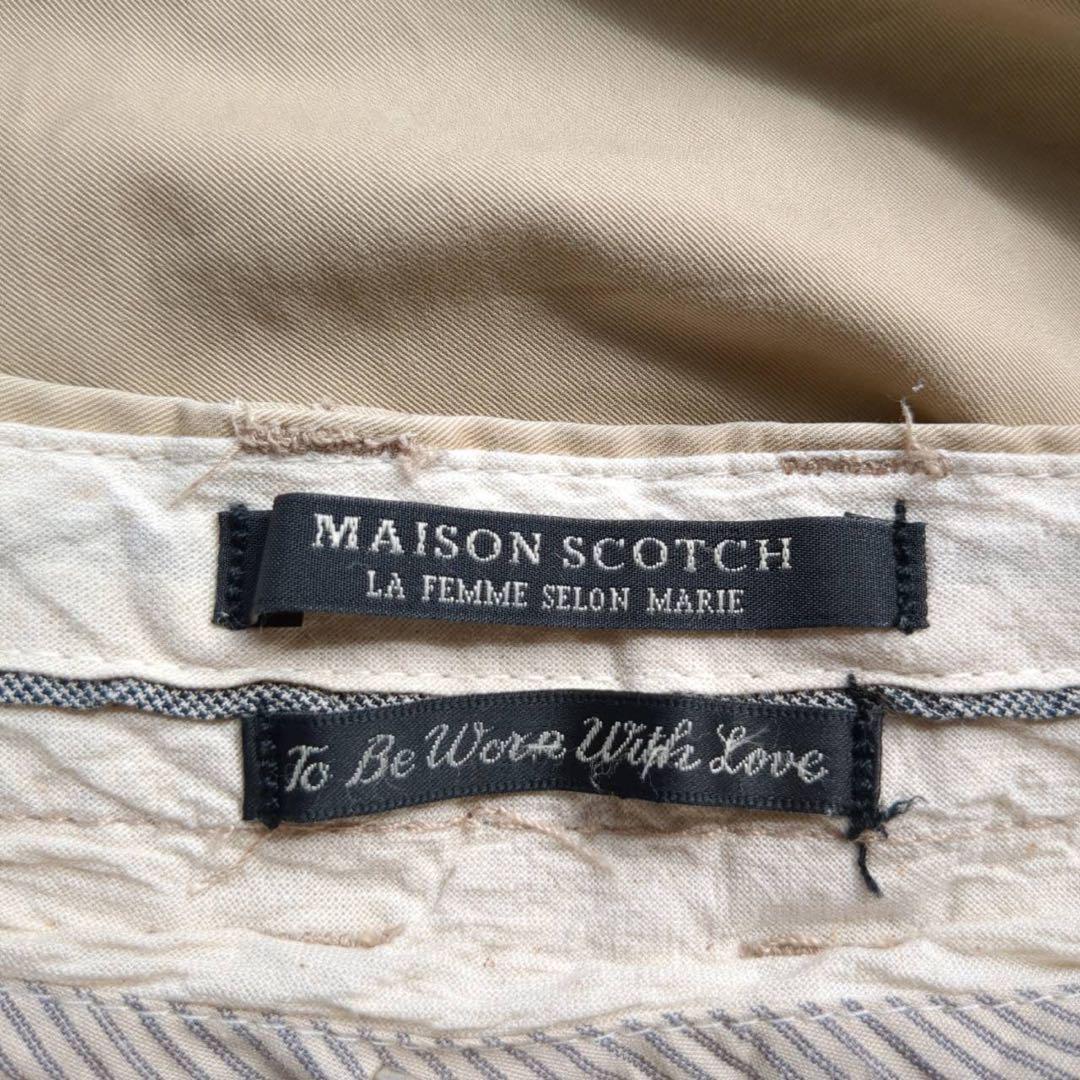 MAISON SCOTCH
LA FEMME SELON MARIE
To Be Worn With Love